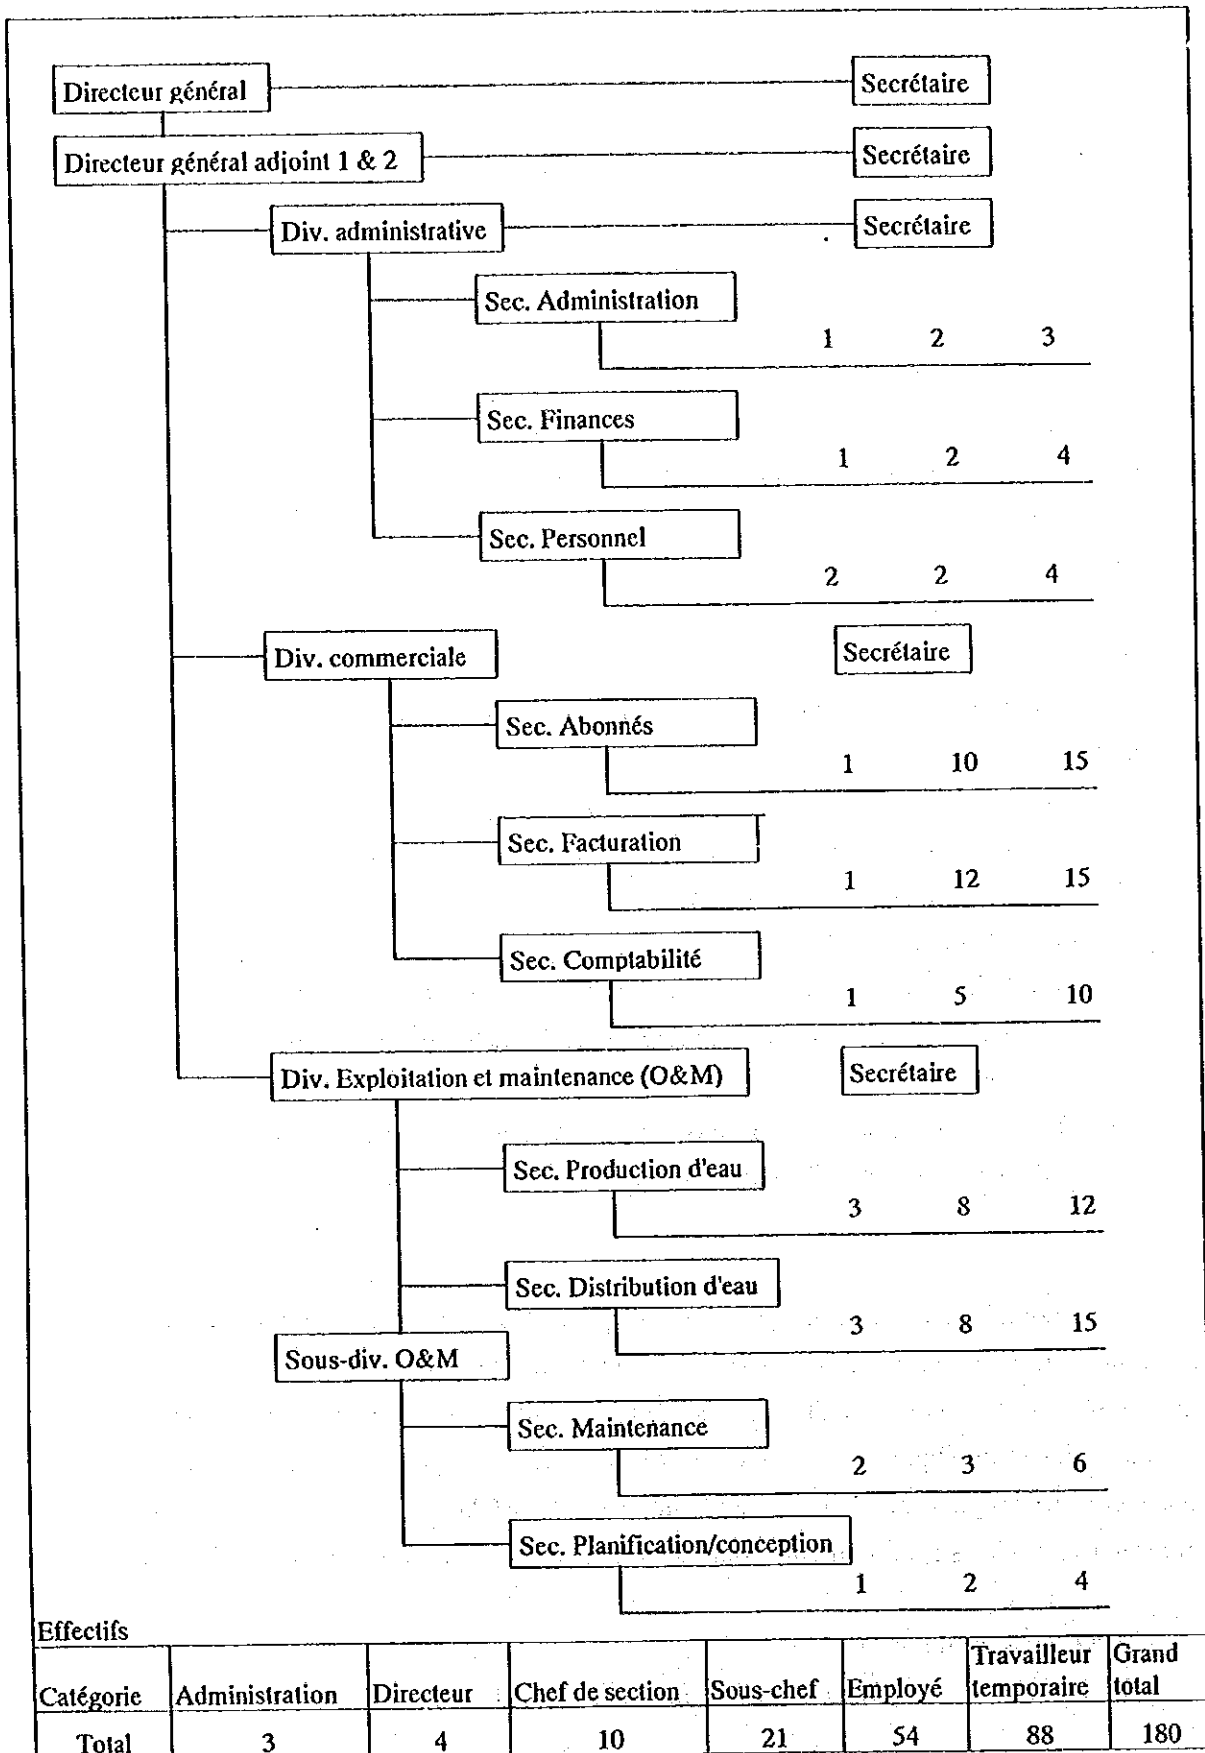 Directeur général Secrétaire
Directeur général adjoint 1 & 2 Secrétaire
Div. administrative Secrétaire
Sec. Administration
1 2 3
Sec. Finances
1 2 4
Sec. Personnel
2 2 4
Div. commerciale Secrétaire
Sec. Abonnés
1 10 15
Sec. Facturation
1 12 15
Sec. Comptabilité
1 5 10
Div. Exploitation et maintenance (O&M) Secrétaire
Sec. Production d'eau
3 8 12
Sec. Distribution d'eau
3 8 15
Sous-div. O&M
Sec. Maintenance
2 3 6
Sec. Planification/conception
1 2 4
Effectifs
Travailleur Grand
Catégorie Administration Directeur Chef de section Sous-chef Employé temporaire total
Total 3 4 10 21 54 88 180